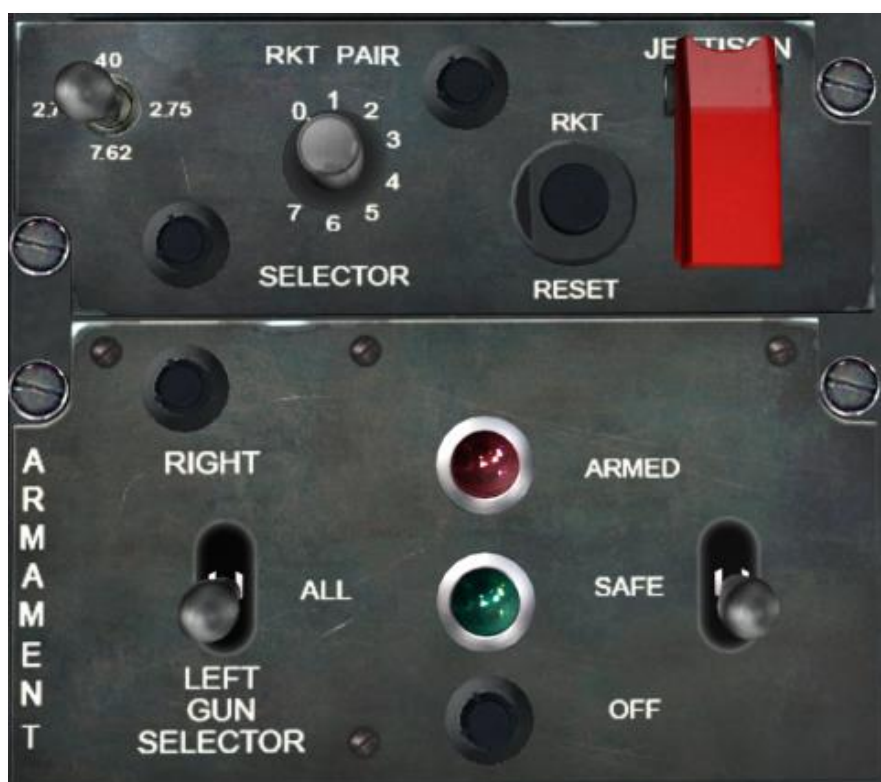 40
2.75
7.62
RKT PAIR
0
1
2
3
4
5
6
7
SELECTOR
RKT
RESET
ARMAMENT
RIGHT
ALL
LEFT
GUN
SELECTOR
ARMED
SAFE
OFF